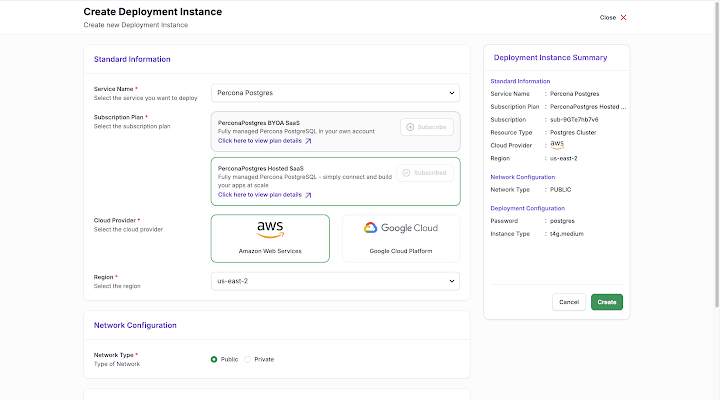 Create Deployment Instance
Create new Deployment Instance
Close
Standard Information
Service Name *
Select the service you want to deploy
Percona Postgres
Subscription Plan *
Select the subscription plan
PerconaPostgres BYOA SaaS
Fully managed Percona PostgreSQL in your own account
Click here to view plan details
Subscribe
PerconaPostgres Hosted SaaS
Fully managed Percona PostgreSQL - simply connect and build
your apps at scale
Click here to view plan details
Subscribed
Cloud Provider *
Select the cloud provider
aws
Amazon Web Services
Google Cloud
Google Cloud Platform
Region *
Select the region
us-east-2
Network Configuration
Network Type *
Type of Network
Public
Private
Deployment Instance Summary
Standard Information
Service Name : Percona Postgres
Subscription Plan : PerconaPostgres Hosted ...
Subscription : sub-9GTe7nb7v6
Resource Type : Postgres Cluster
Cloud Provider : aws
Region : us-east-2
Network Configuration
Network Type : PUBLIC
Deployment Configuration
Password : postgres
Instance Type : t4g.medium
Cancel
Create